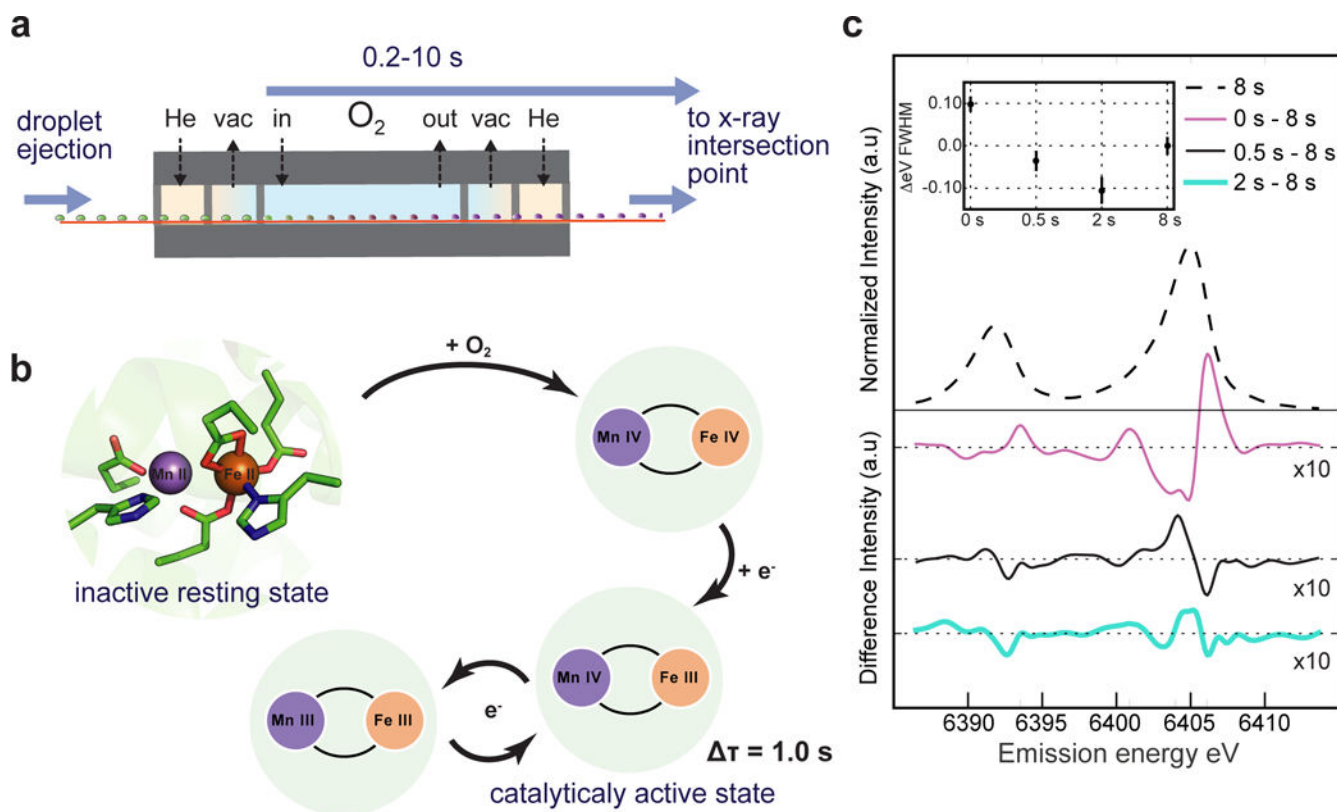 a
0.2-10 s
droplet
ejection
He vac in O₂ out vac He
to x-ray
intersection
point
b
+ O₂
Mn II Fe II
inactive resting state
Mn IV Fe IV
+ e⁻
Mn IV Fe III
e⁻
Mn III Fe III
Δτ = 1.0 s
catalyticaly active state
c
8 s
0 s - 8 s
0.5 s - 8 s
2 s - 8 s
ΔeV FWHM
0.10
0.00
-0.10
0 s 0.5 s 2 s 8 s
Normalized Intensity (a.u)
Difference Intensity (a.u)
x10
x10
x10
6390 6395 6400 6405 6410
Emission energy eV